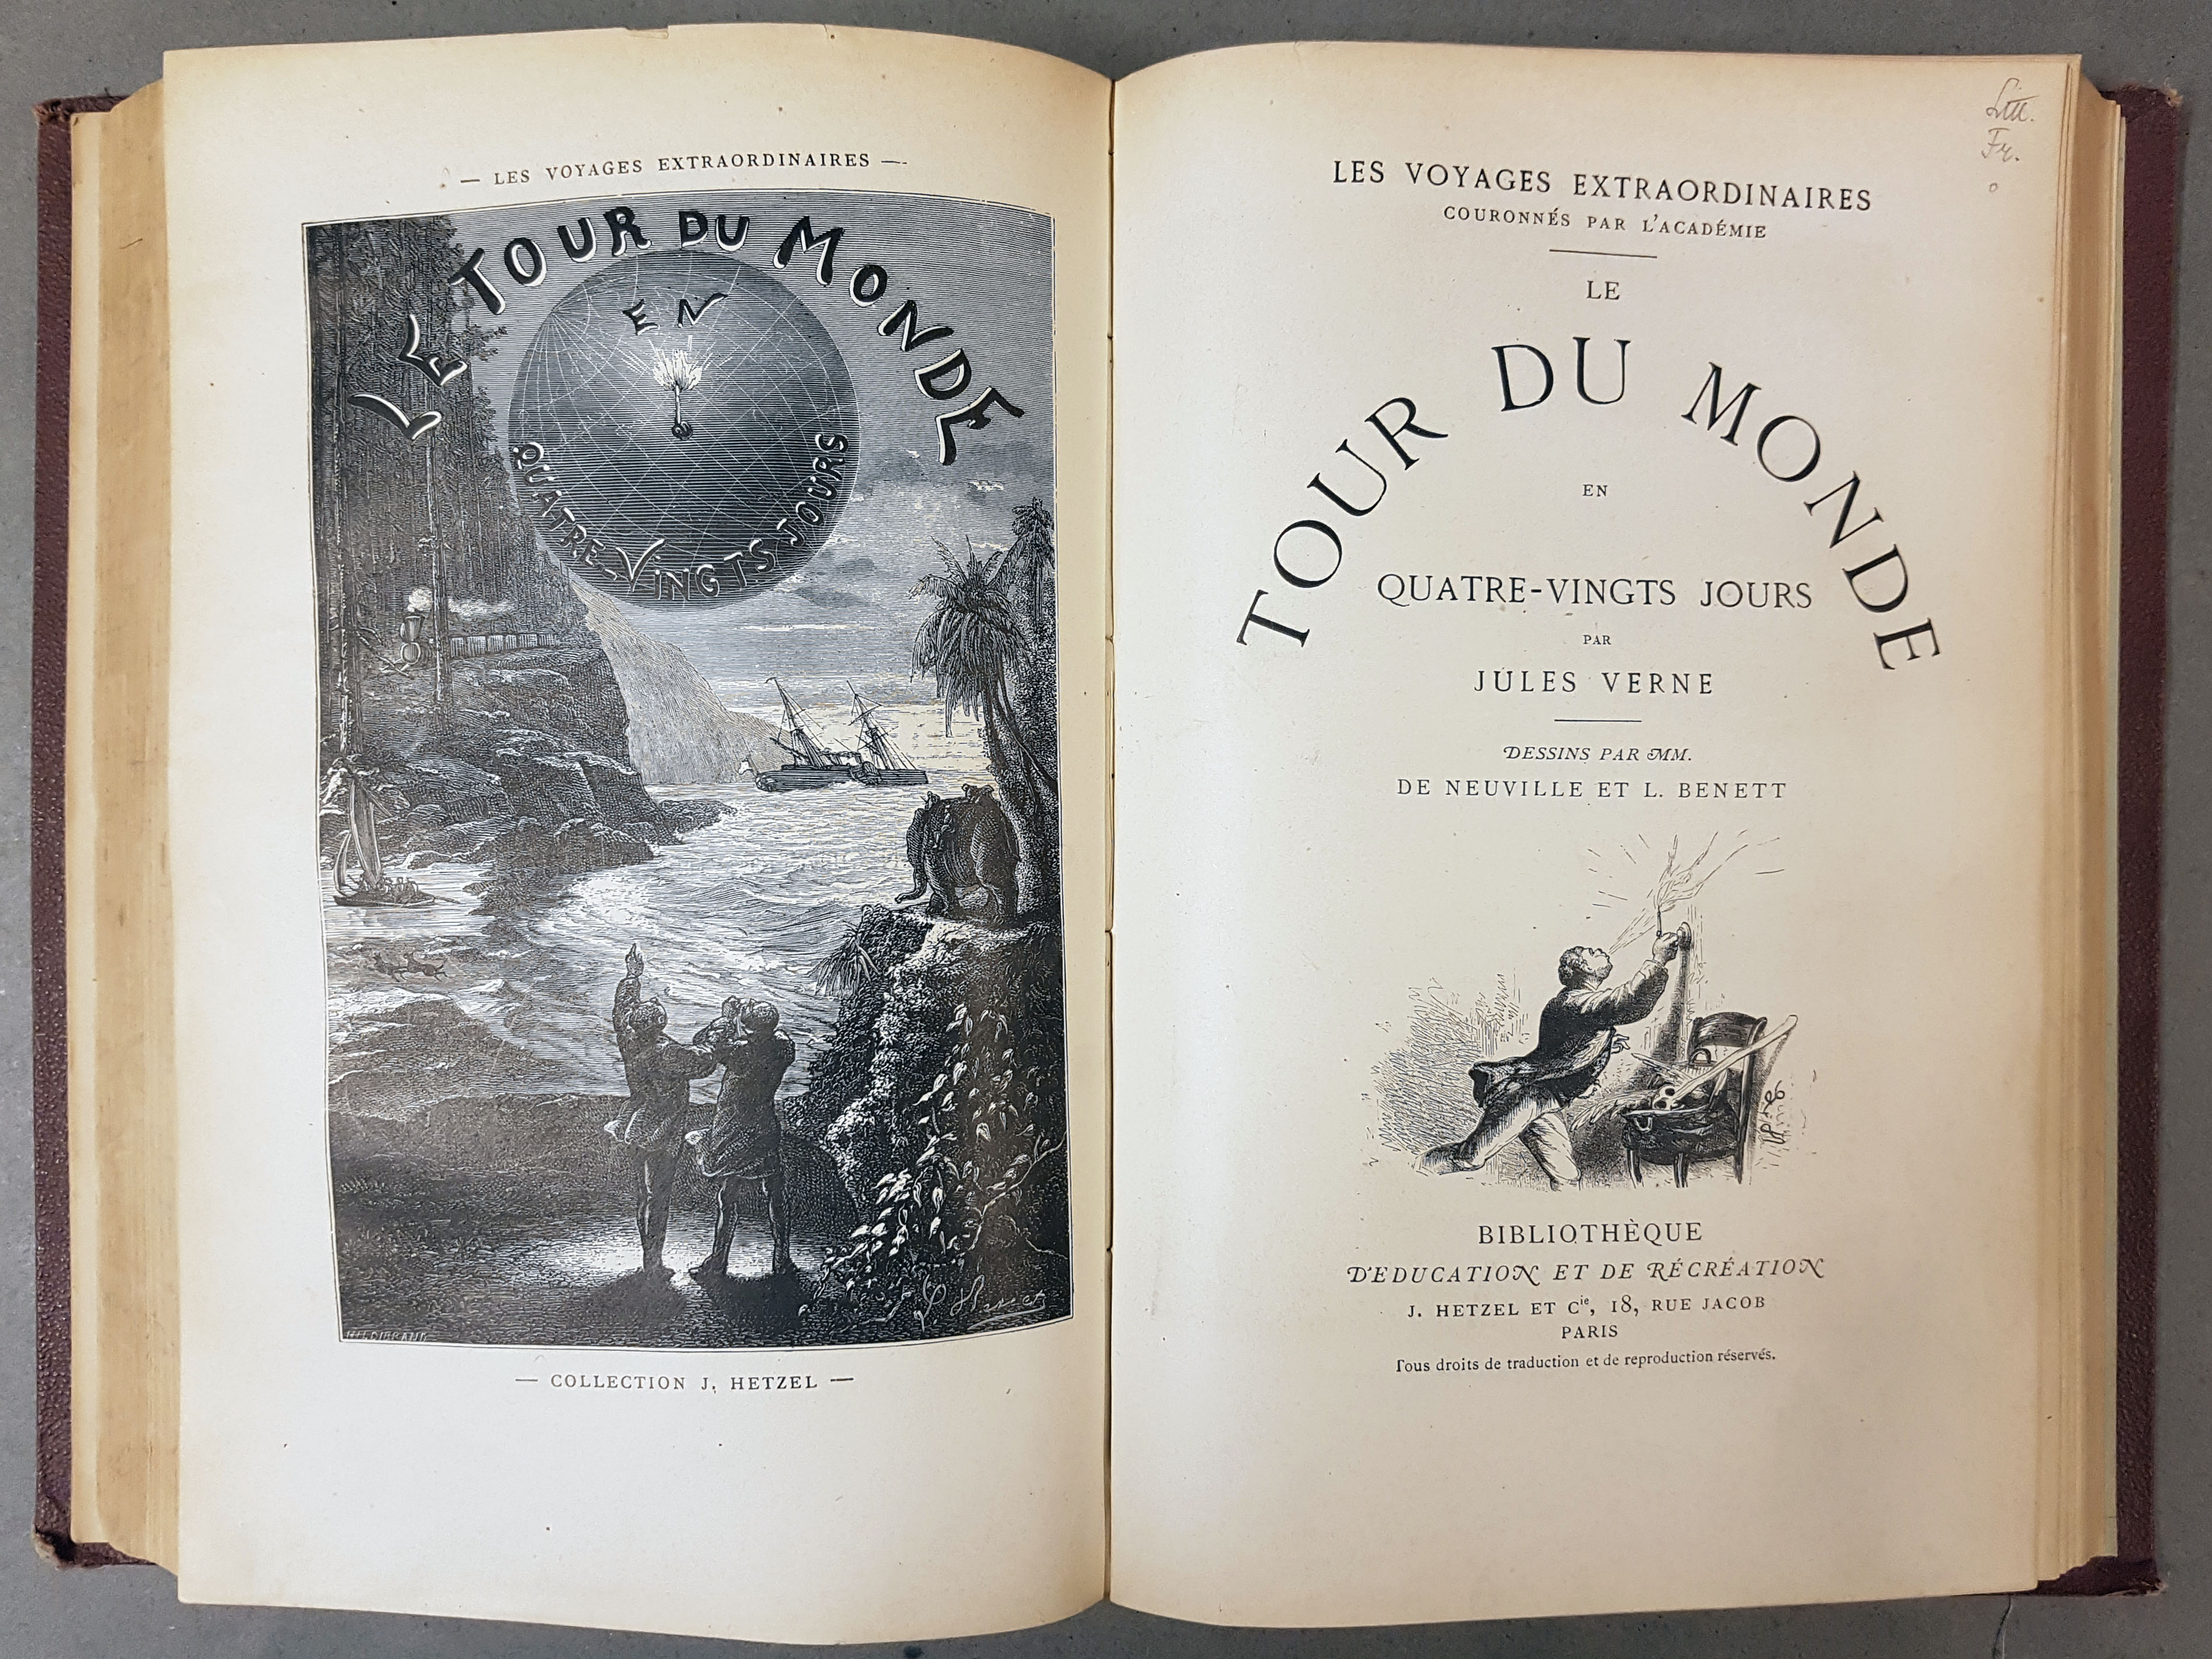 — LES VOYAGES EXTRAORDINAIRES —
LE TOUR DU MONDE
EN
QUATRE-VINGTS JOURS
HILDIBRAND
L. Benett
— COLLECTION J. HETZEL —
Litt.
Fr.
LES VOYAGES EXTRAORDINAIRES
COURONNÉS PAR L'ACADÉMIE
LE
TOUR DU MONDE
EN
QUATRE-VINGTS JOURS
PAR
JULES VERNE
DESSINS PAR MM.
DE NEUVILLE ET L. BENETT
BIBLIOTHÈQUE
D'EDUCATION ET DE RÉCRÉATION
J. HETZEL ET Cie, 18, RUE JACOB
PARIS
Tous droits de traduction et de reproduction réservés.